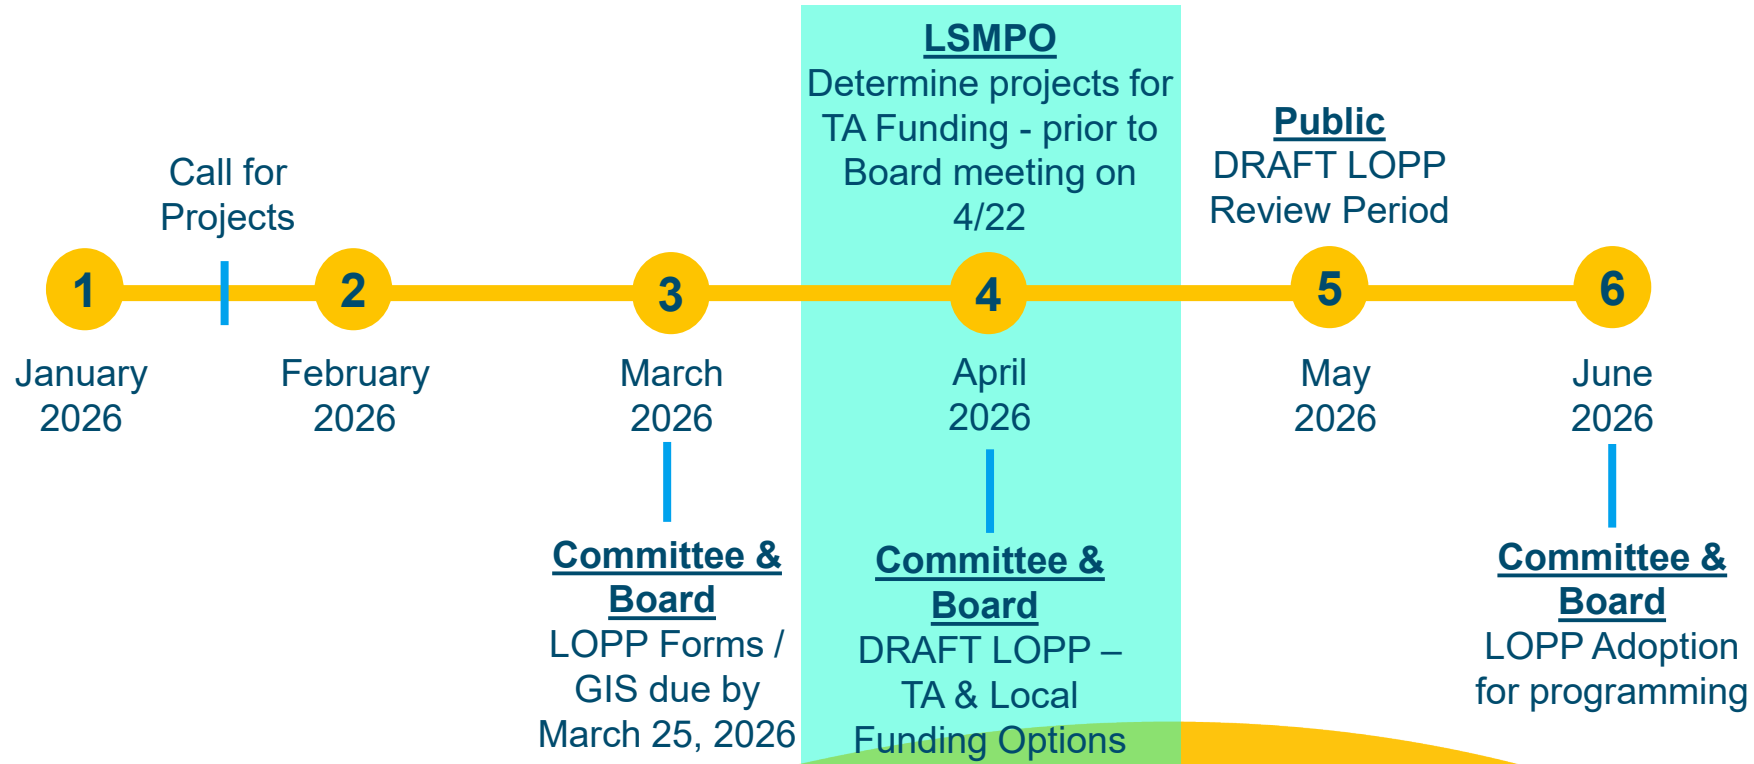 LSMPO
Determine projects for
TA Funding - prior to
Board meeting on
4/22
Public
DRAFT LOPP
Review Period
Call for
Projects
1
2
3
4
5
6
January
2026
February
2026
March
2026
April
2026
May
2026
June
2026
Committee &
Board
LOPP Forms /
GIS due by
March 25, 2026
Committee &
Board
DRAFT LOPP –
TA & Local
Funding Options
Committee &
Board
LOPP Adoption
for programming